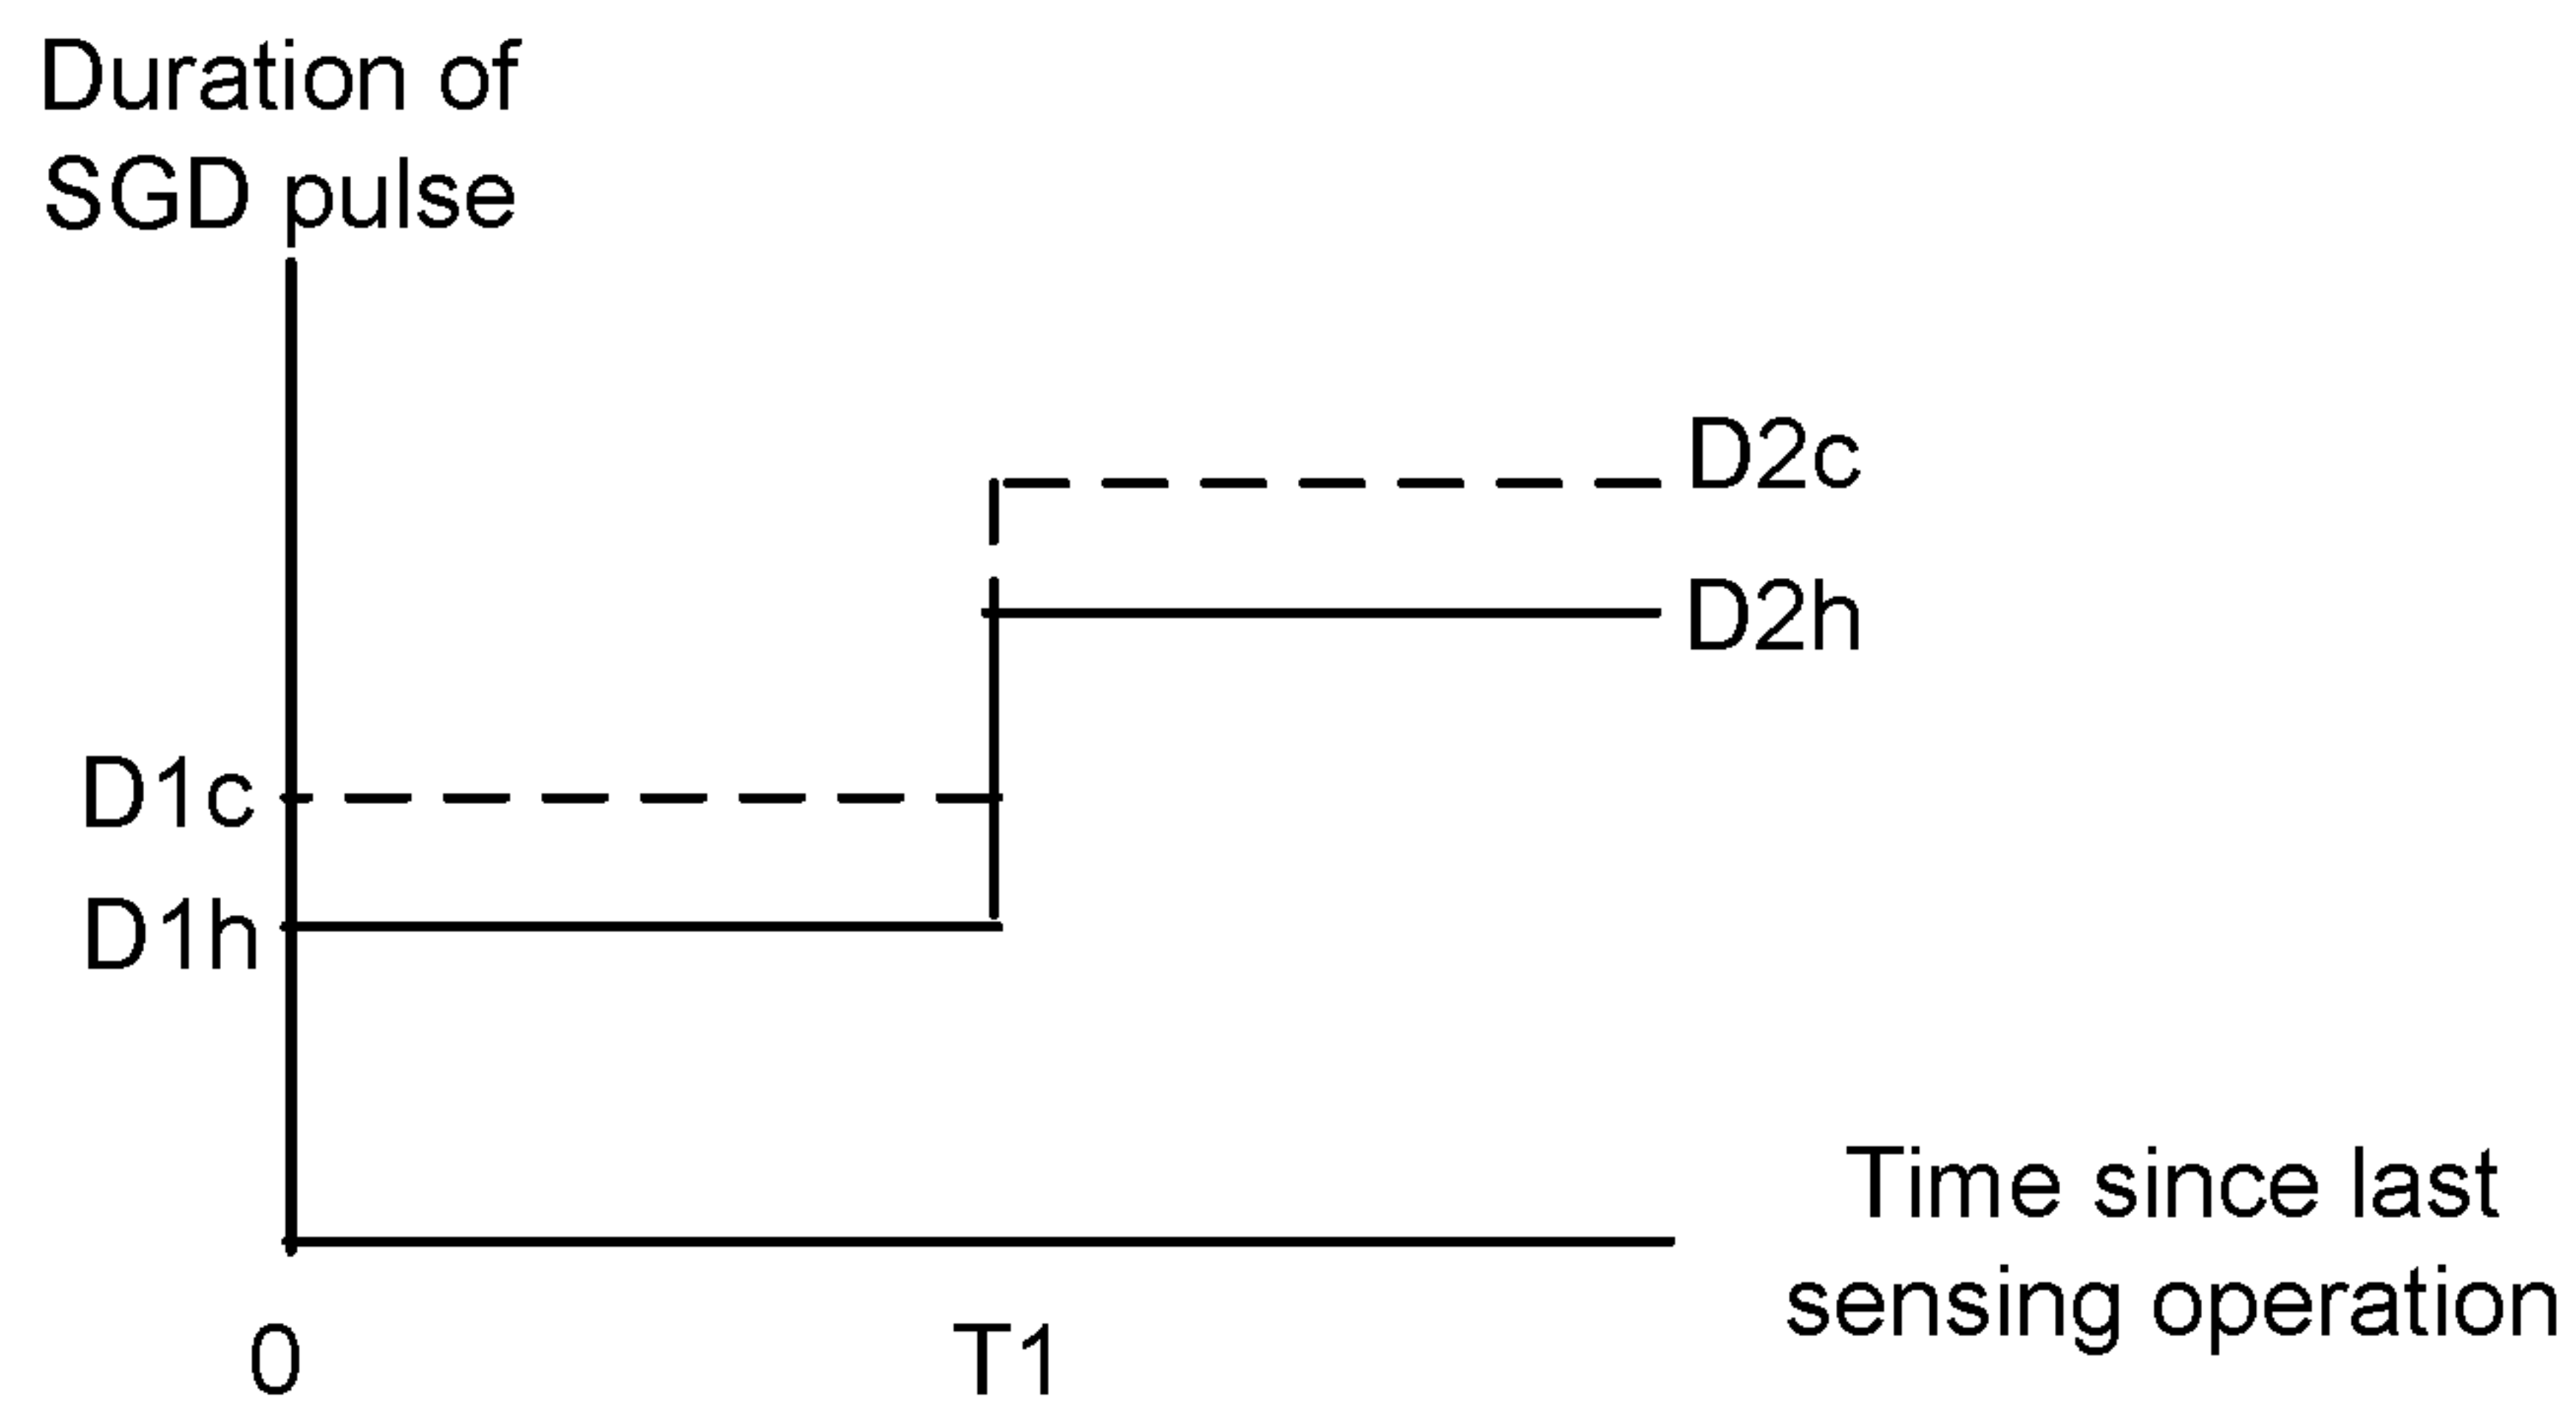 Duration of
SGD pulse
D2c
D2h
D1c
D1h
Time since last
sensing operation
0
T1